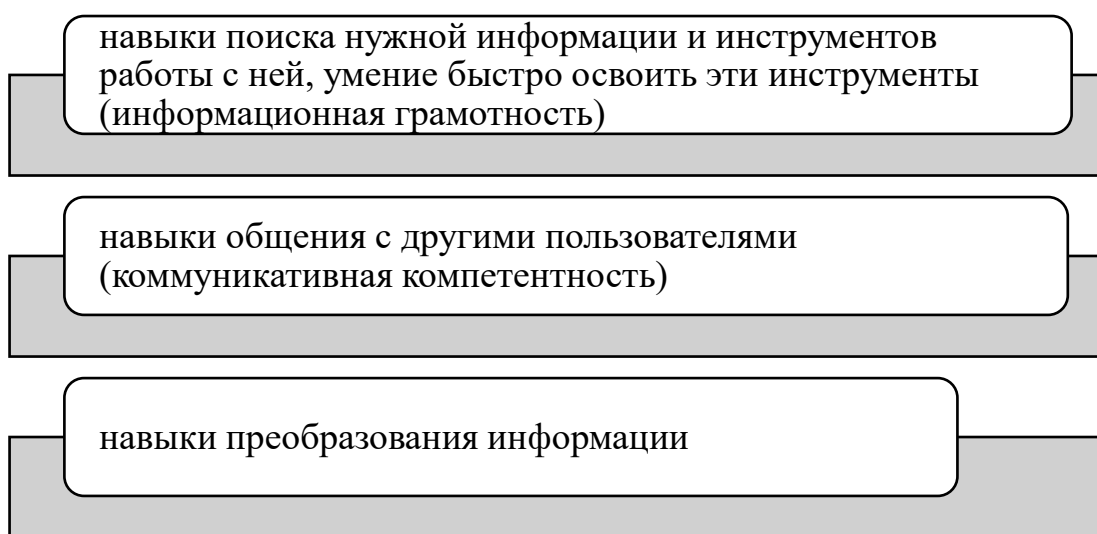 навыки поиска нужной информации и инструментов
работы с ней, умение быстро освоить эти инструменты
(информационная грамотность)
навыки общения с другими пользователями
(коммуникативная компетентность)
навыки преобразования информации